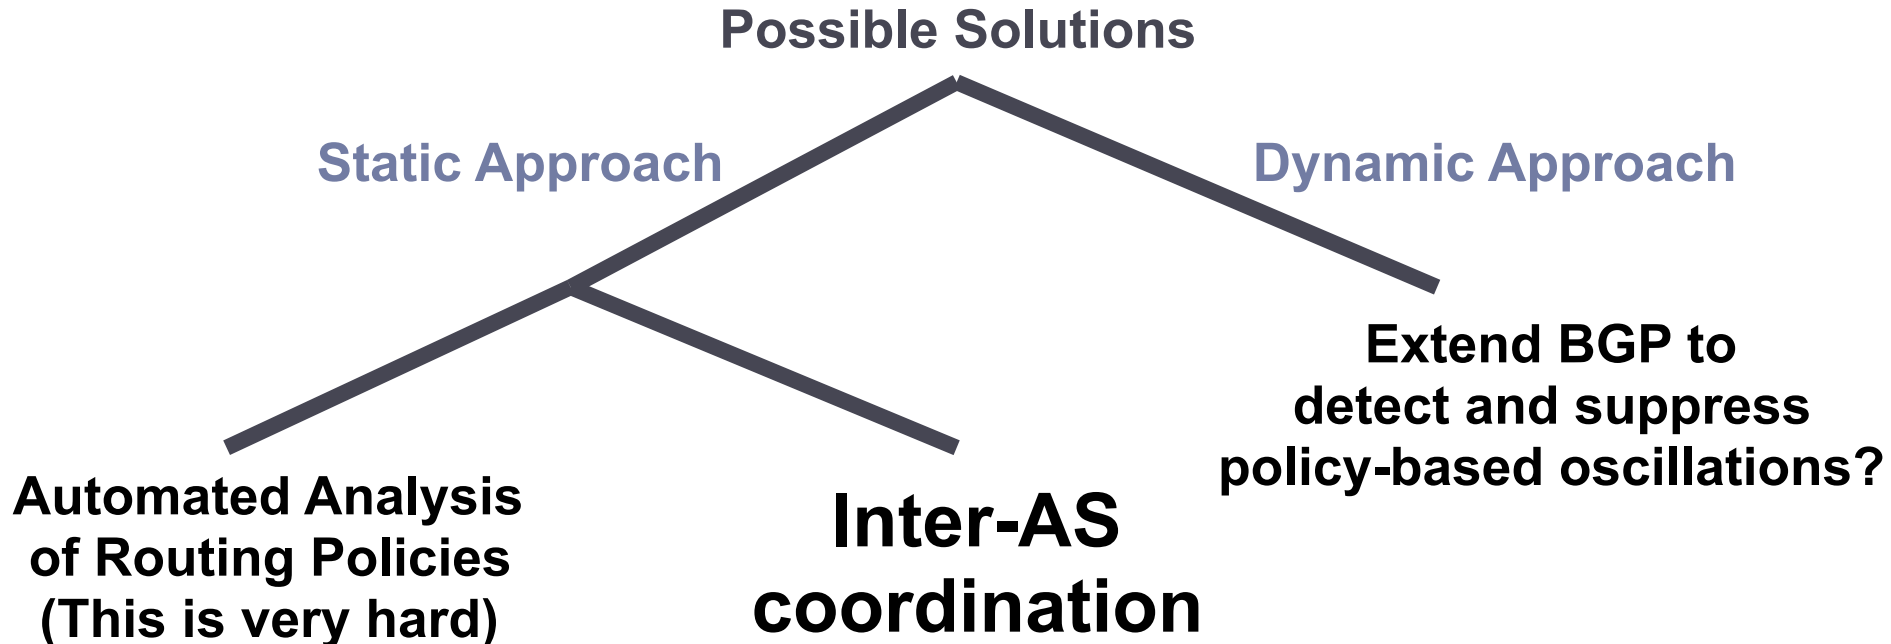 Possible Solutions
Static Approach
Dynamic Approach
Extend BGP to
detect and suppress
policy-based oscillations?
Automated Analysis
of Routing Policies
(This is very hard)
Inter-AS
coordination